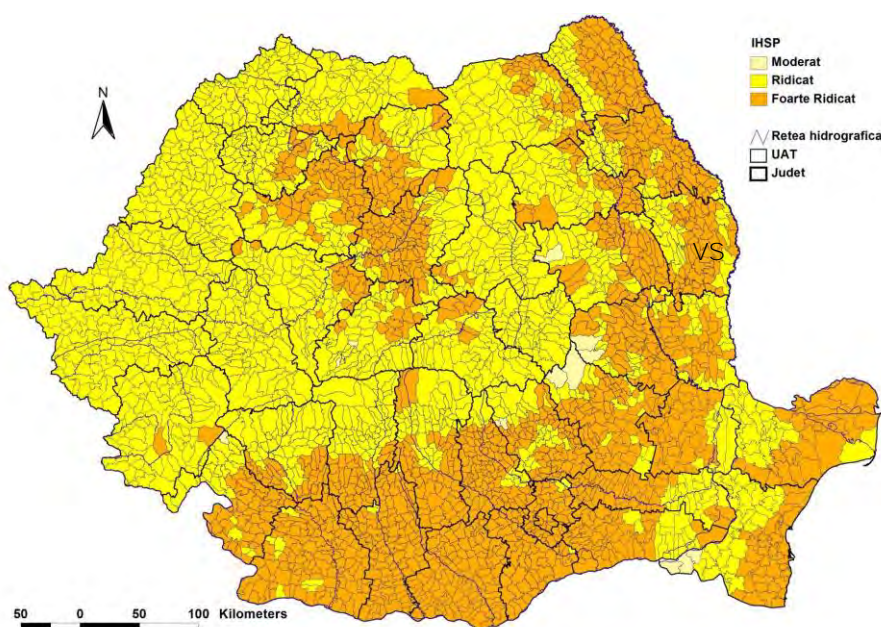 IHSP
Moderat
Ridicat
Foarte Ridicat
Retea hidrografica
UAT
Judet
N
VS
50 0 50 100 Kilometers